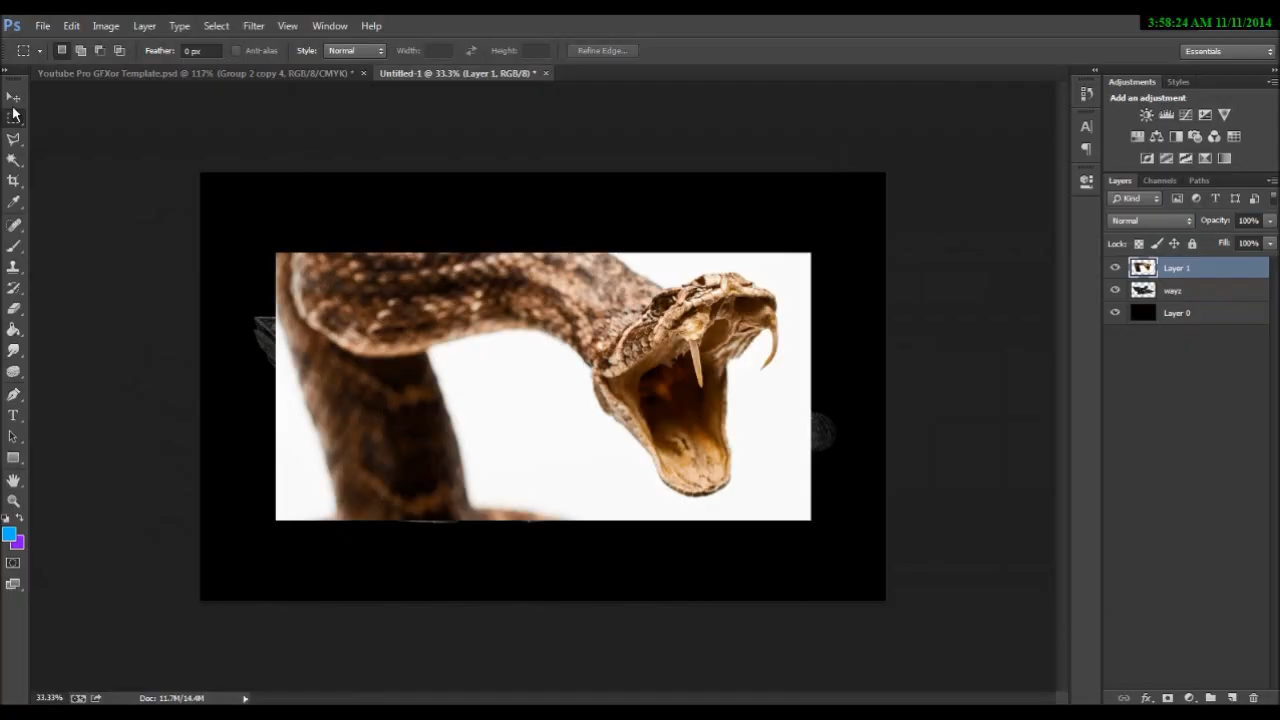 Ps File Edit Image Layer Type Select Filter View Window Help
3:58:24 AM 11/11/2014
Feather: 0 px Anti-alias Style: Normal Width: Height: Refine Edge... Essentials
Youtube Pro GFXor Template.psd @ 117% (Group 2 copy 4, RGB/8/CMYK) * × Untitled-1 @ 33.3% (Layer 1, RGB/8) * ×
Adjustments Styles
Add an adjustment
Layers Channels Paths
Kind
Normal Opacity: 100%
Lock: Fill: 100%
Layer 1
wayz
Layer 0
33.33% Doc: 11.7M/14.4M